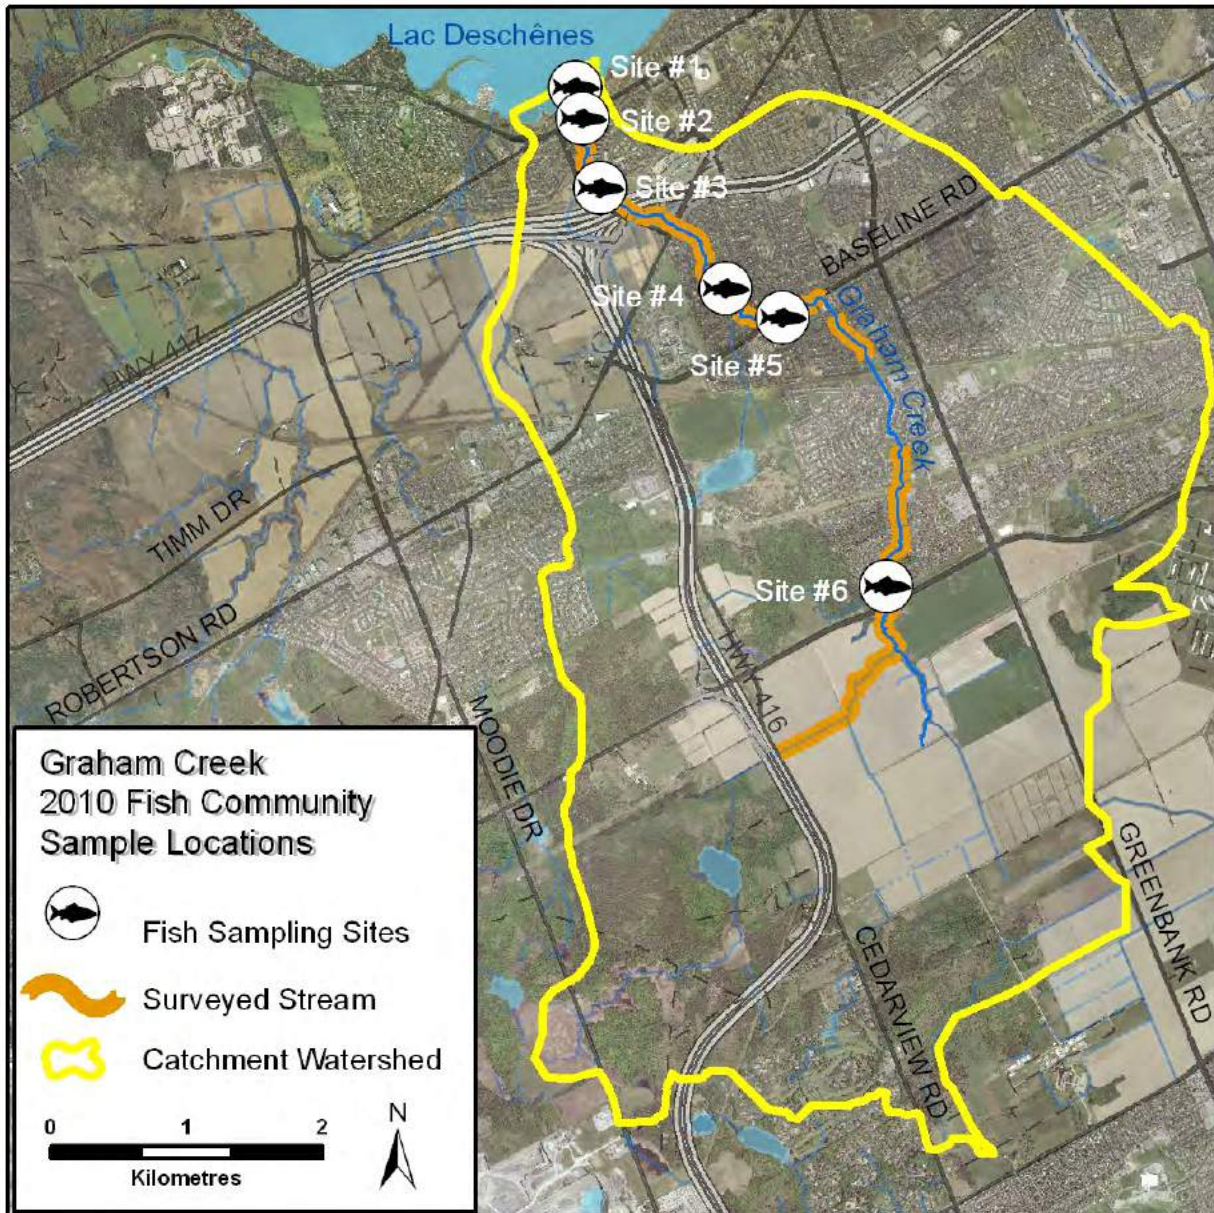 Lac Deschênes
Site #1
Site #2
Site #3
BASELINE RD
Site #4
Graham Creek
Site #5
HWY 417
TIMM DR
Site #6
ROBERTSON RD
HWY 416
MOODIE DR
GREENBANK RD
CEDARVIEW RD
Graham Creek
2010 Fish Community
Sample Locations
Fish Sampling Sites
Surveyed Stream
Catchment Watershed
0 1 2
Kilometres
N